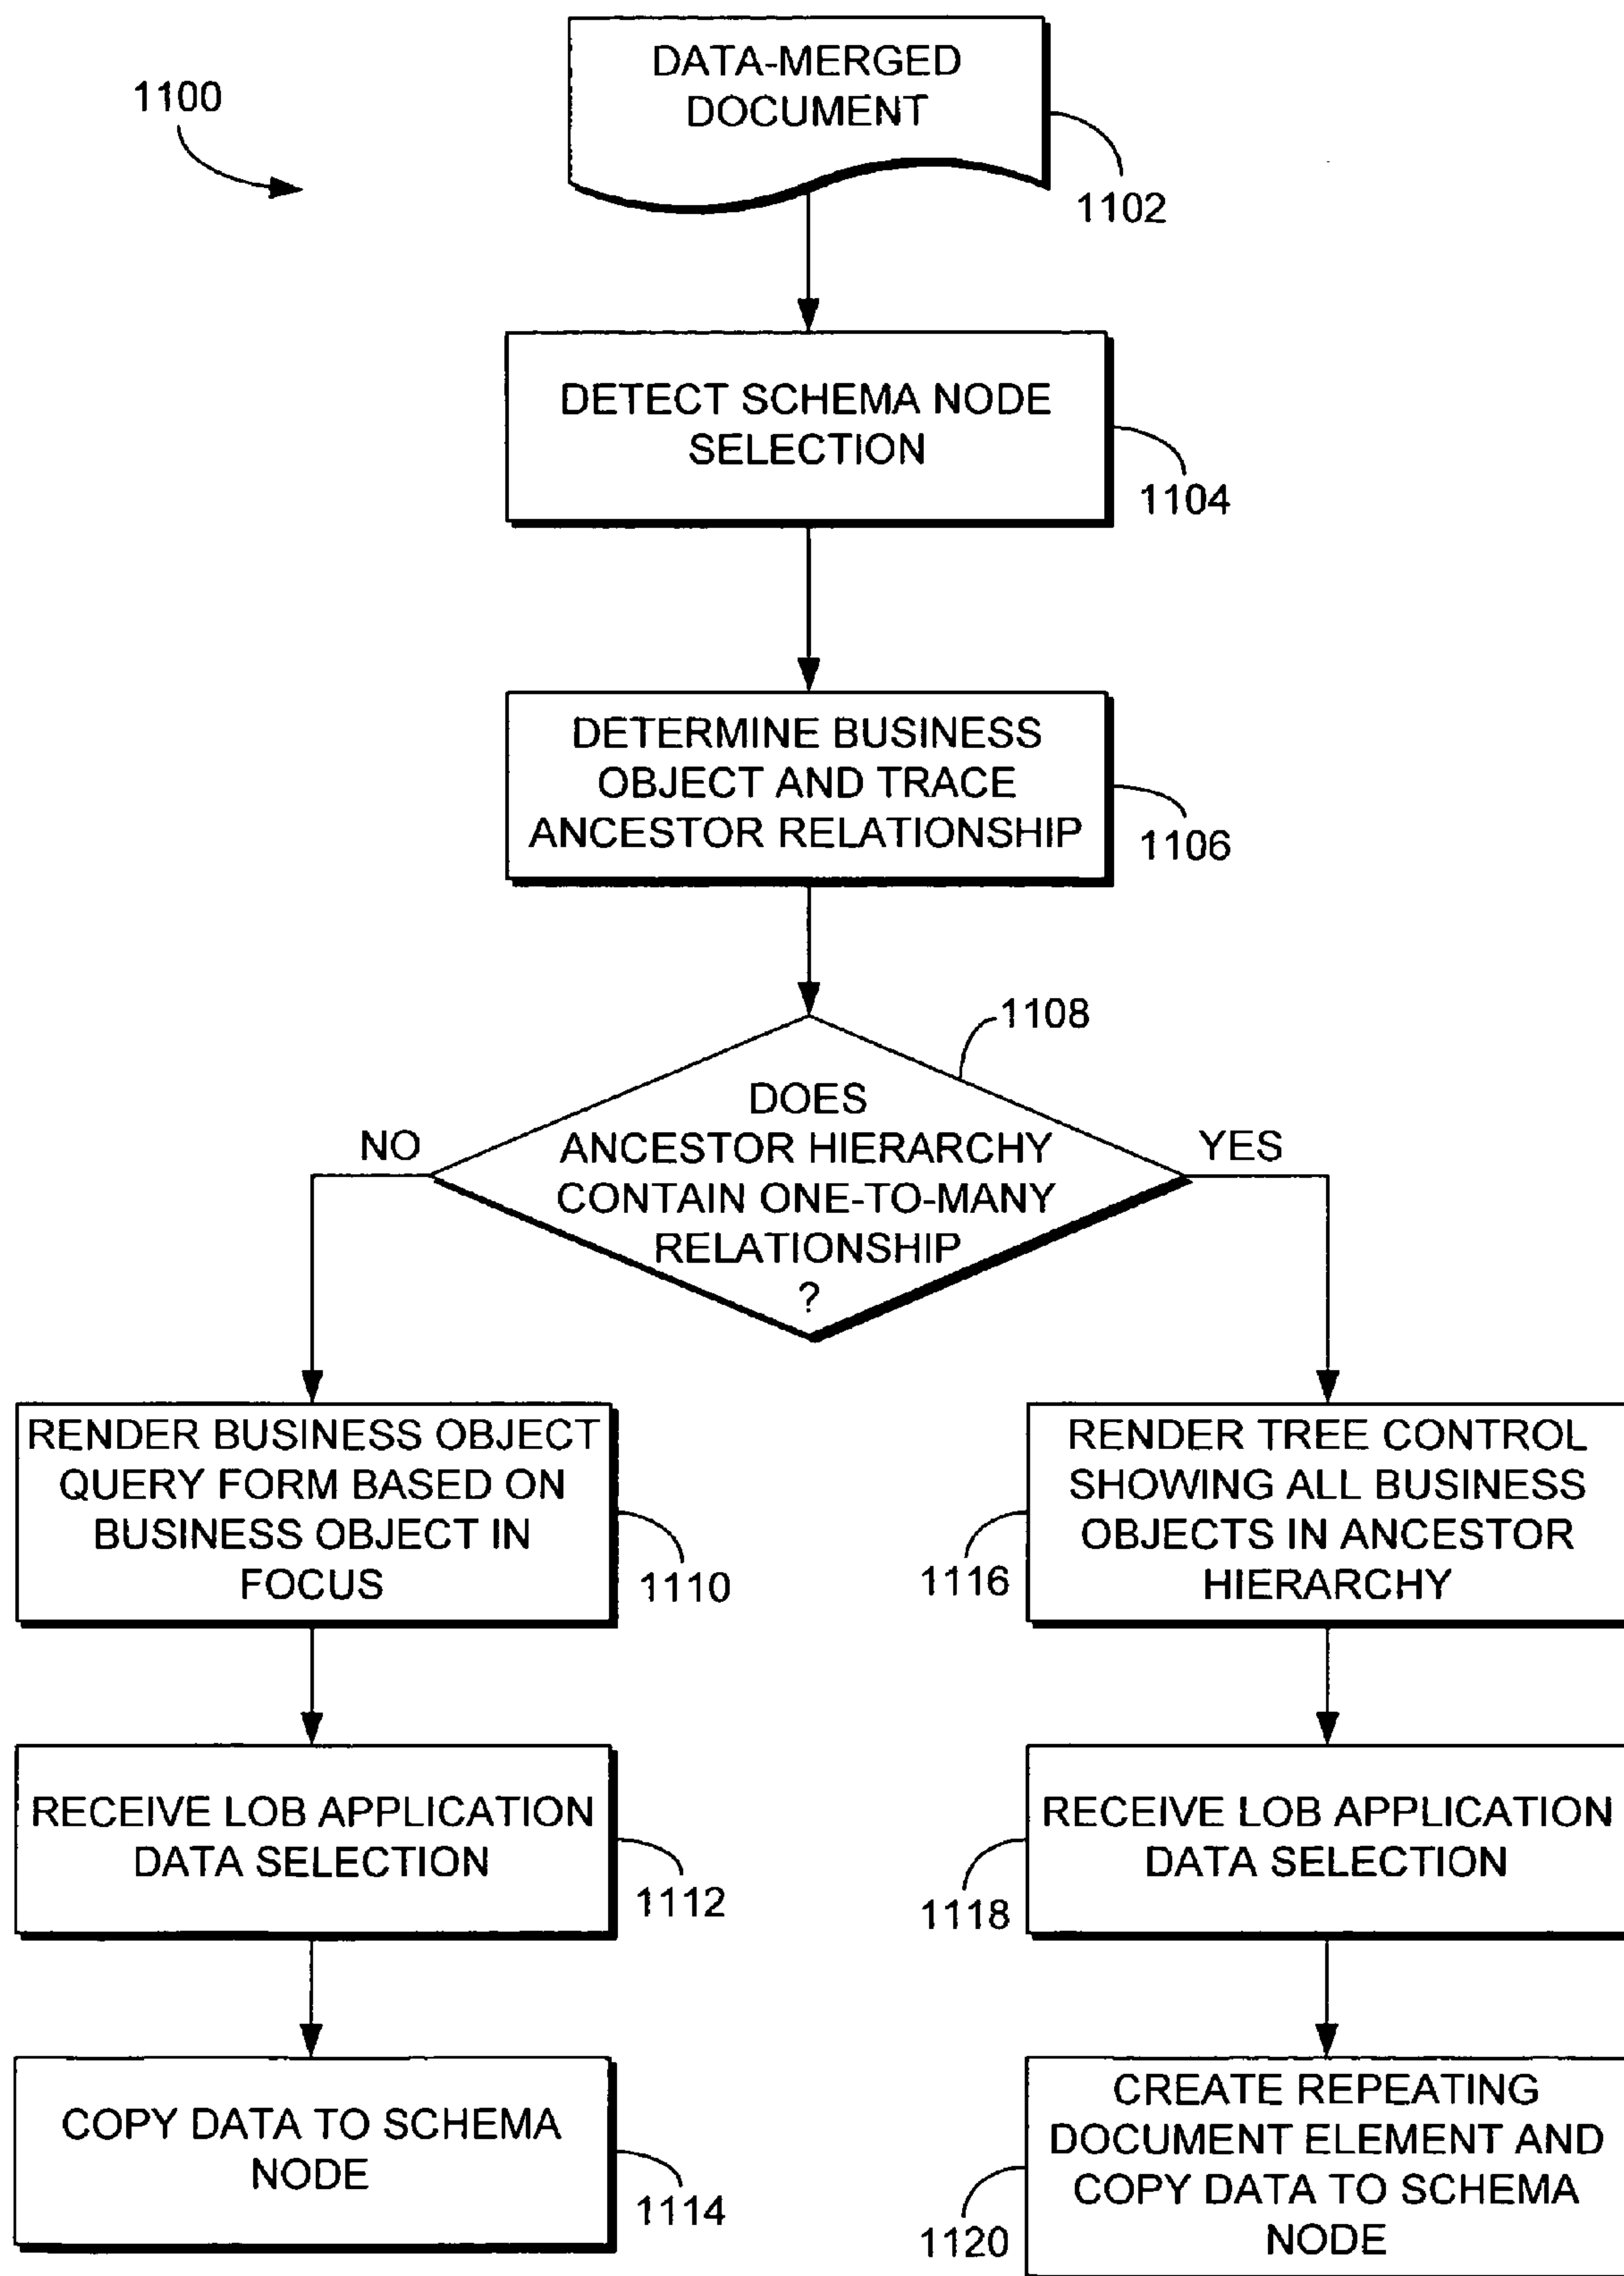 DATA-MERGED
DOCUMENT
1100
1102
DETECT SCHEMA NODE
SELECTION
1104
DETERMINE BUSINESS
OBJECT AND TRACE
ANCESTOR RELATIONSHIP
1106
1108
DOES
ANCESTOR HIERARCHY
CONTAIN ONE-TO-MANY
RELATIONSHIP
?
NO
YES
RENDER BUSINESS OBJECT
QUERY FORM BASED ON
BUSINESS OBJECT IN
FOCUS
1110
RENDER TREE CONTROL
SHOWING ALL BUSINESS
OBJECTS IN ANCESTOR
HIERARCHY
1116
RECEIVE LOB APPLICATION
DATA SELECTION
1112
RECEIVE LOB APPLICATION
DATA SELECTION
1118
COPY DATA TO SCHEMA
NODE
1114
CREATE REPEATING
DOCUMENT ELEMENT AND
COPY DATA TO SCHEMA
NODE
1120